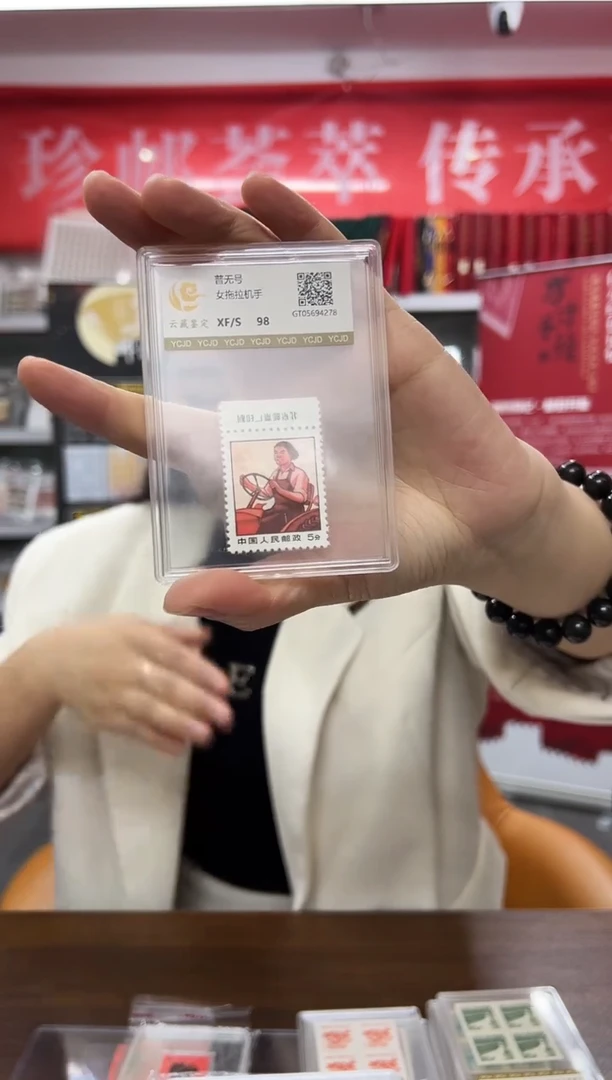 珍邮荟萃 传承
昔无号
女拖拉机手
云藏鉴定 XF/S 98
GT05694278
YCJD YCJD YCJD YCJD YCJD YCJD YCJD
中国人民邮政 5分
E